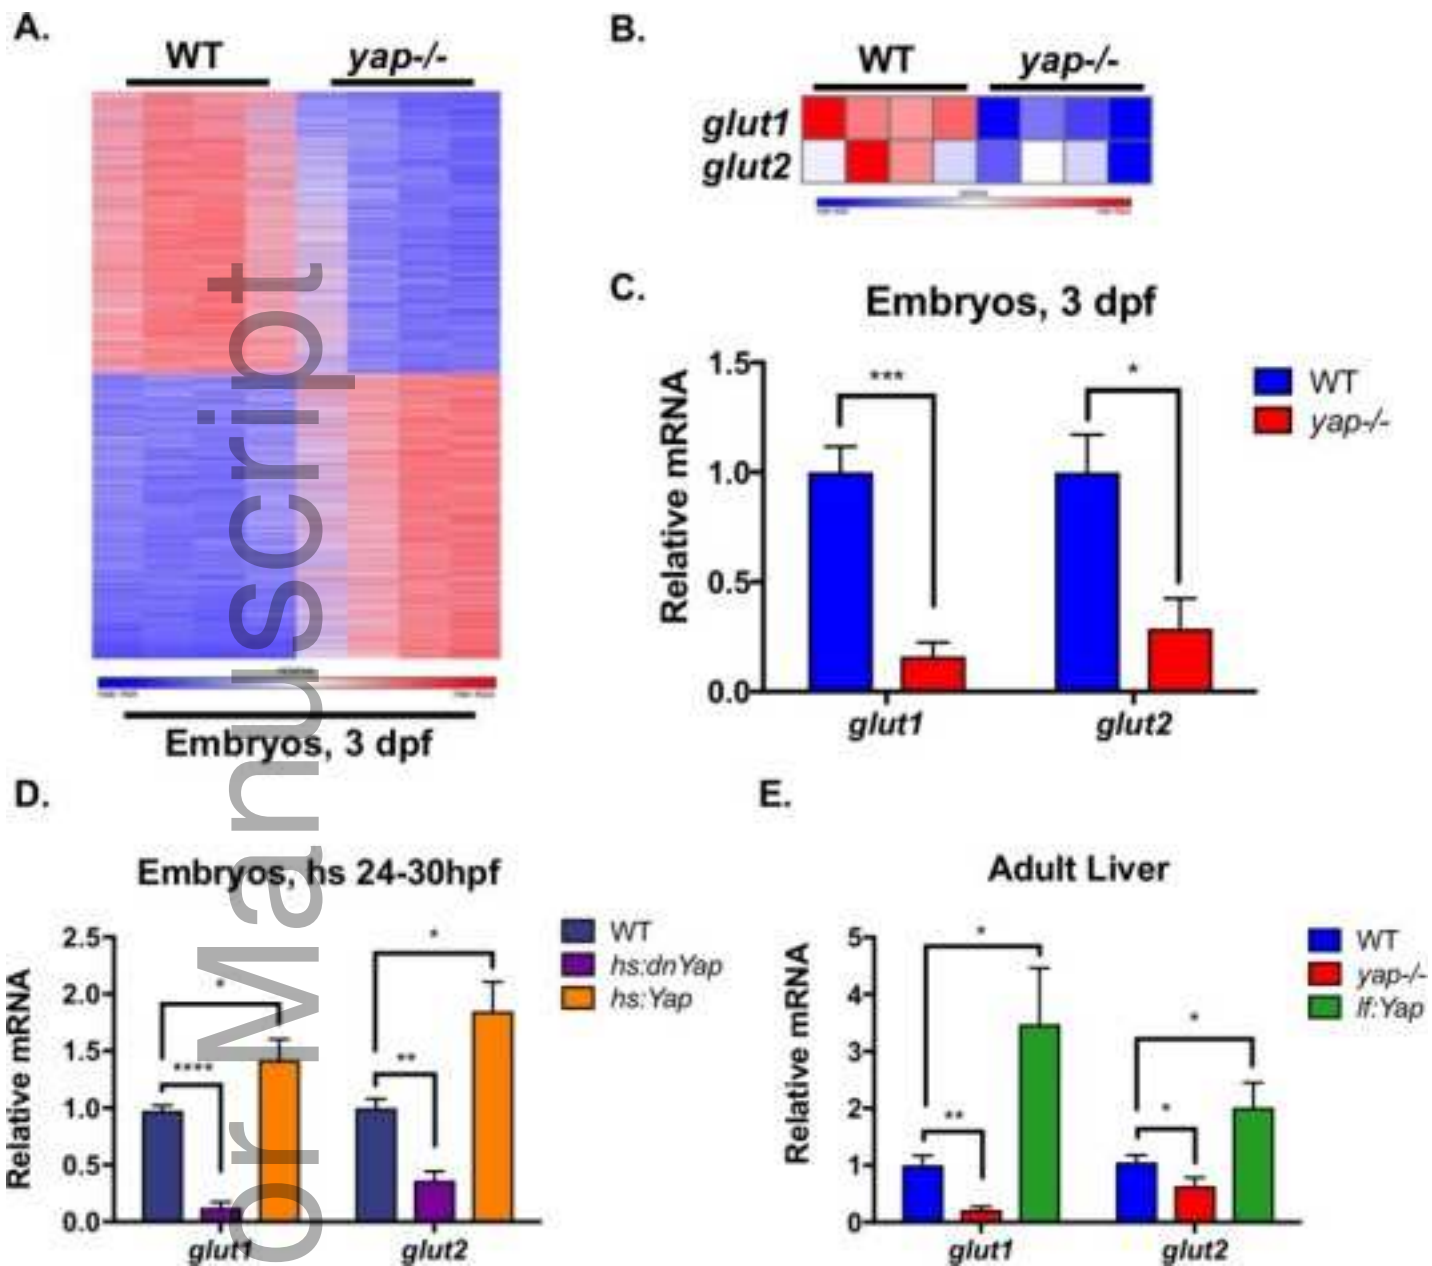 A.
WT yap-/-
Embryos, 3 dpf
B.
WT yap-/-
glut1
glut2
C.
Embryos, 3 dpf
Relative mRNA
1.5
1.0
0.5
0.0
*** *
glut1 glut2
WT
yap-/-
D.
Embryos, hs 24-30hpf
Relative mRNA
2.5
2.0
1.5
1.0
0.5
0.0
* *
**** **
glut1 glut2
WT
hs:dnYap
hs:Yap
E.
Adult Liver
Relative mRNA
5
4
3
2
1
0
* *
** *
glut1 glut2
WT
yap-/-
lf:Yap
or Manuscript